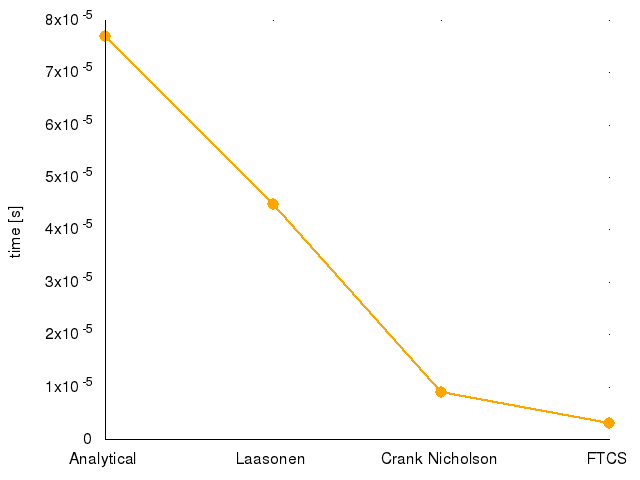 8x10 -5
7x10 -5
6x10 -5
5x10 -5
4x10 -5
3x10 -5
2x10 -5
1x10 -5
0
time [s]
Analytical Laasonen Crank Nicholson FTCS